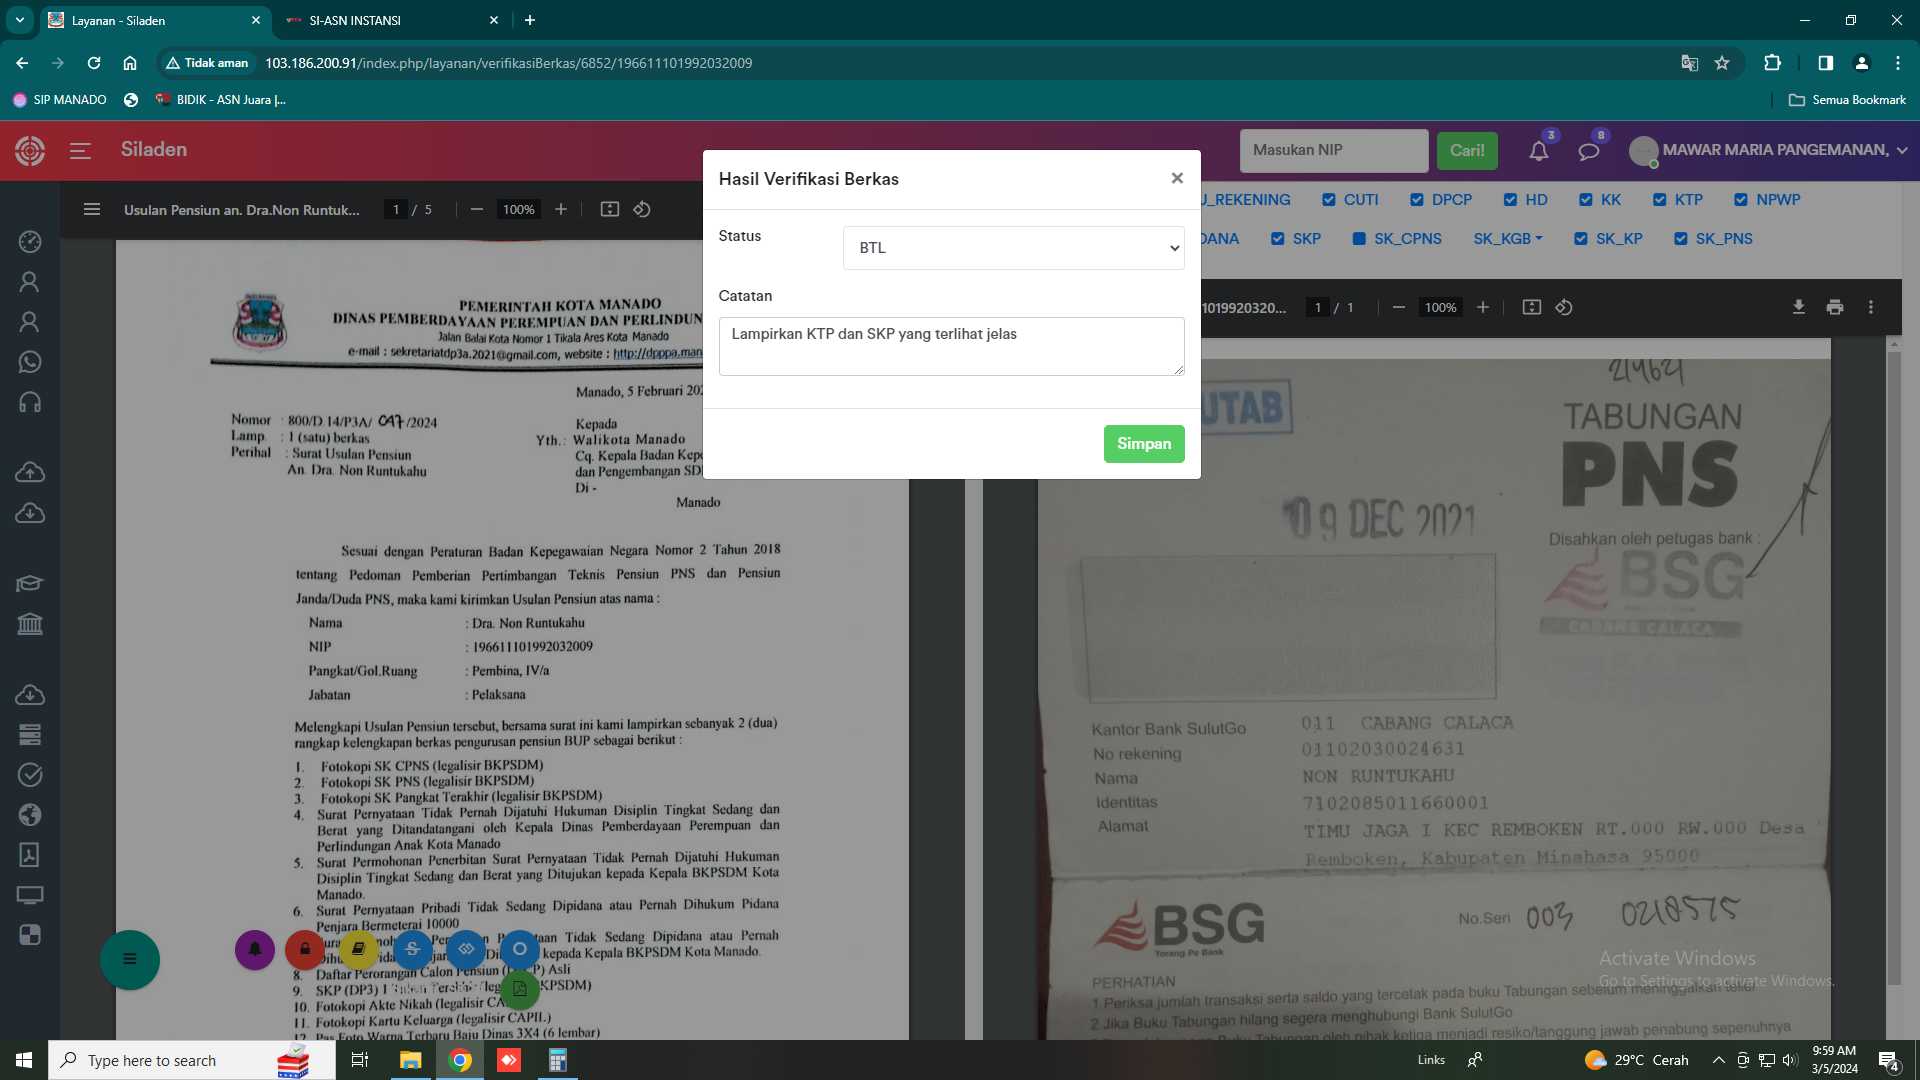 Layanan - Siladen
SI-ASN INSTANSI
Tidak aman
103.186.200.91/index.php/layanan/verifikasiBerkas/6852/196611101992032009
SIP MANADO
BIDIK - ASN Juara |...
Semua Bookmark
Siladen
Masukan NIP
Cari!
3
8
MAWAR MARIA PANGEMANAN,
Usulan Pensiun an. Dra.Non Runtuk...
1 / 5
100%
Hasil Verifikasi Berkas
Status
BTL
Catatan
Lampirkan KTP dan SKP yang terlihat jelas
Simpan
U_REKENING
CUTI
DPCP
HD
KK
KTP
NPWP
DANA
SKP
SK_CPNS
SK_KGB
SK_KP
SK_PNS
1019920320...
1 / 1
100%
PEMERINTAH KOTA MANADO
DINAS PEMBERDAYAAN PEREMPUAN DAN PERLINDUN
Jalan Balai Kota Nomor 1 Tikala Ares Kota Manado
e-mail : sekretariatdp3a.2021@gmail.com, website : http://dpppa.man
Manado, 5 Februari 202
Nomor : 800/D.14/P3A/ 047 /2024
Lamp. : 1 (satu) berkas
Perihal : Surat Usulan Pensiun
An. Dra. Non Runtukahu
Kepada
Yth.: Walikota Manado
Cq. Kepala Badan Kepe
dan Pengembangan SD
Di -
Manado
Sesuai dengan Peraturan Badan Kepegawaian Negara Nomor 2 Tahun 2018
tentang Pedoman Pemberian Pertimbangan Teknis Pensiun PNS dan Pensiun
Janda/Duda PNS, maka kami kirimkan Usulan Pensiun atas nama :
Nama : Dra. Non Runtukahu
NIP : 196611101992032009
Pangkat/Gol.Ruang : Pembina, IV/a
Jabatan : Pelaksana
Melengkapi Usulan Pensiun tersebut, bersama surat ini kami lampirkan sebanyak 2 (dua)
rangkap kelengkapan berkas pengurusan pensiun BUP sebagai berikut :
1. Fotokopi SK CPNS (legalisir BKPSDM)
2. Fotokopi SK PNS (legalisir BKPSDM)
3. Fotokopi SK Pangkat Terakhir (legalisir BKPSDM)
4. Surat Pernyataan Tidak Pernah Dijatuhi Hukuman Disiplin Tingkat Sedang dan
Berat yang Ditandatangani oleh Kepala Dinas Pemberdayaan Perempuan dan
Perlindungan Anak Kota Manado
5. Surat Permohonan Penerbitan Surat Pernyataan Tidak Pernah Dijatuhi Hukuman
Disiplin Tingkat Sedang dan Berat yang Ditujukan kepada Kepala BKPSDM Kota
Manado.
6. Surat Pernyataan Pribadi Tidak Sedang Dipidana atau Pernah Dihukum Pidana
Penjara Bermeterai 10000
Tidak Sedang Dipidana atau Pernah
kepada Kepala BKPSDM Kota Manado.
8. Daftar Perorangan Calon Pensiun Asli
9. SKP (DP3) 1
10. Fotokopi Akte Nikah (legalisir
11. Fotokopi Kartu Keluarga (legalisir CAPIL)
12. Pas Foto Warna Terbaru Baju Dinas 3X4 (6 lembar)
UTAB
214621
TABUNGAN
PNS
09 DEC 2021
Disahkan oleh petugas bank :
BSG
CABANG CALACA
Kantor Bank SulutGo 011 CABANG CALACA
No rekening 01102030024631
Nama NON RUNTUKAHU
Identitas 7102085011660001
Alamat TIMU JAGA I KEC REMBOKEN RT.000 RW.000 Desa
Remboken, Kabupaten Minahasa 95000
BSG
Torang Pe Bank
No.Seri 003 0218575
Activate Windows
Go to Settings to activate Windows.
PERHATIAN
1.Periksa jumlah transaksi serta saldo yang tercetak pada buku Tabungan sebelum meninggalkan teller
2.Jika Buku Tabungan hilang segera menghubungi Bank SulutGo
Buku Tabungan oleh pihak ketiga menjadi resiko/tanggung jawab penabung sepenuhnya
Type here to search
Links
29°C Cerah
9:59 AM
3/5/2024
4